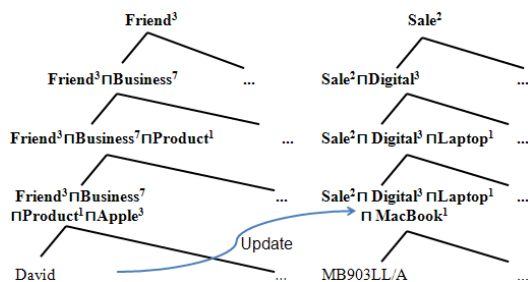 Friend³
Friend³⊓Business⁷
...
Friend³⊓Business⁷⊓Product¹
...
Friend³⊓Business⁷
⊓Product¹⊓Apple³
...
David
...
Update
Sale²
Sale²⊓Digital³
...
Sale²⊓ Digital³ ⊓Laptop¹
...
Sale²⊓ Digital³ ⊓Laptop¹
⊓ MacBook¹
...
MB903LL/A
...